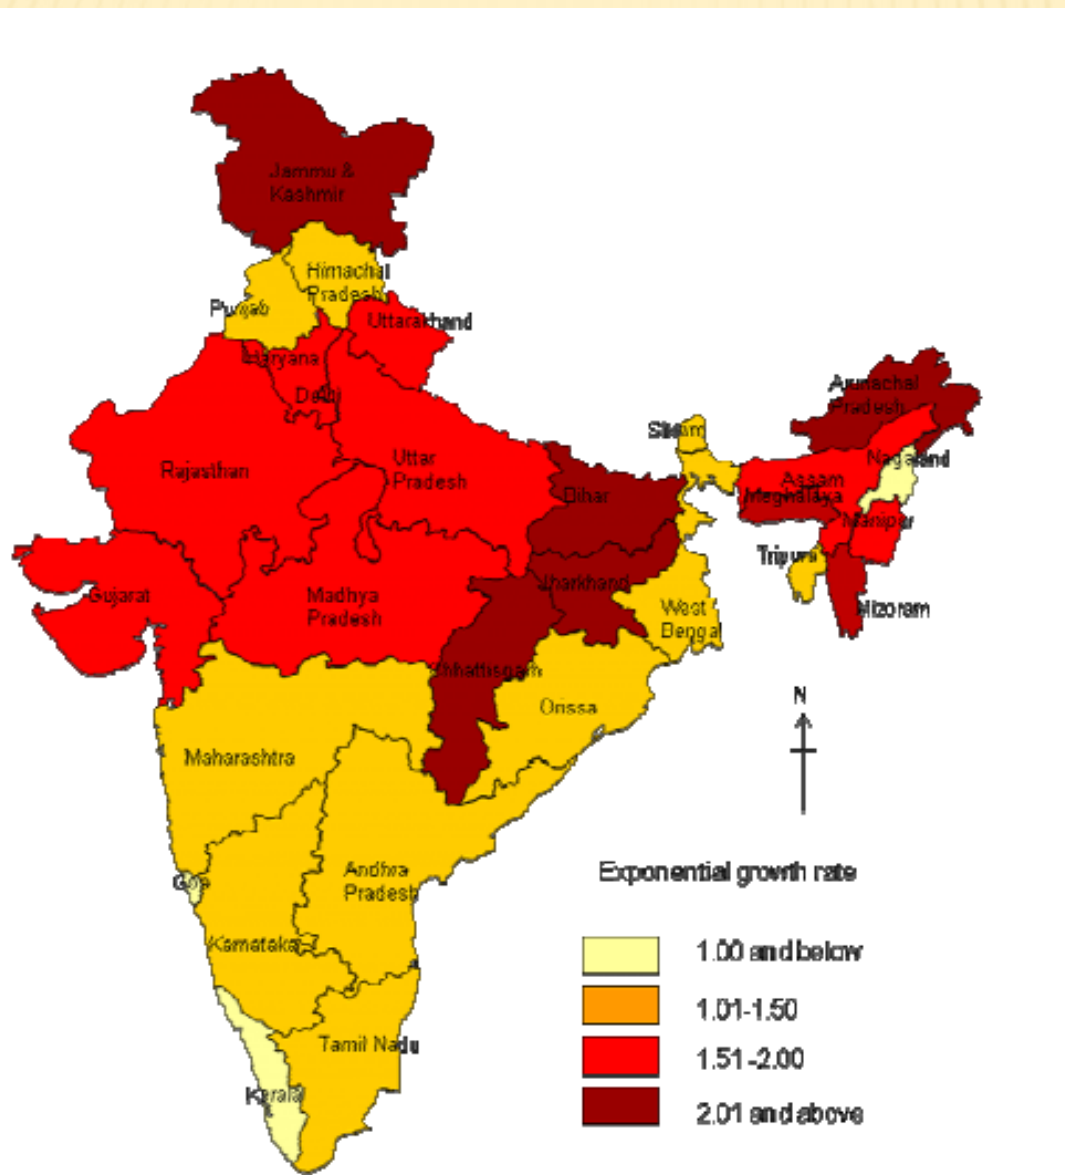 Jammu &
Kashmir
Himachal
Pradesh
Punjab
Uttarakhand
Haryana
Delhi
Arunachal
Pradesh
Rajasthan
Uttar
Pradesh
Nagaland
Assam
Meghalaya
Bihar
Manipur
Tripura
Gujarat
Madhya
Pradesh
Jharkhand
West
Bengal
Mizoram
Chhattisgarh
Orissa
N
Maharashtra
Goa
Andhra
Pradesh
Karnataka
Tamil Nadu
Kerala
Exponential growth rate
1.00 and below
1.01-1.50
1.51-2.00
2.01 and above